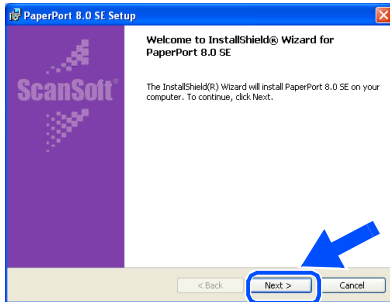 PaperPort 8.0 SE Setup
Welcome to InstallShield® Wizard for
PaperPort 8.0 SE
ScanSoft®
The InstallShield(R) Wizard will install PaperPort 8.0 SE on your
computer. To continue, click Next.
< Back
Next >
Cancel